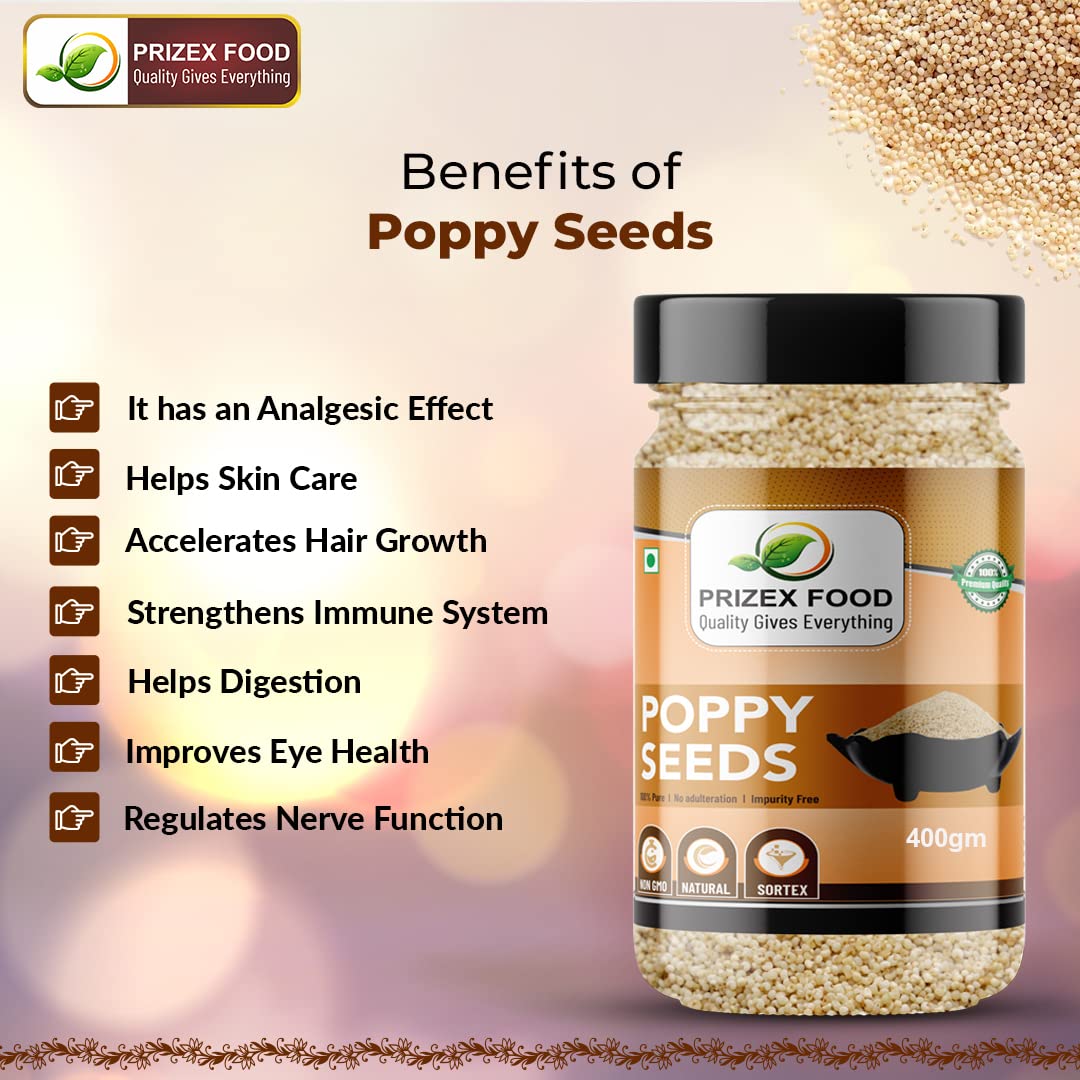 PRIZEX FOOD
Quality Gives Everything
Benefits of
Poppy Seeds
It has an Analgesic Effect
Helps Skin Care
Accelerates Hair Growth
Strengthens Immune System
Helps Digestion
Improves Eye Health
Regulates Nerve Function
100%
Premium Quality
PRIZEX FOOD
Quality Gives Everything
POPPY
SEEDS
100% Pure | No adulteration | Impurity Free
400gm
NON GMO
NATURAL
SORTEX